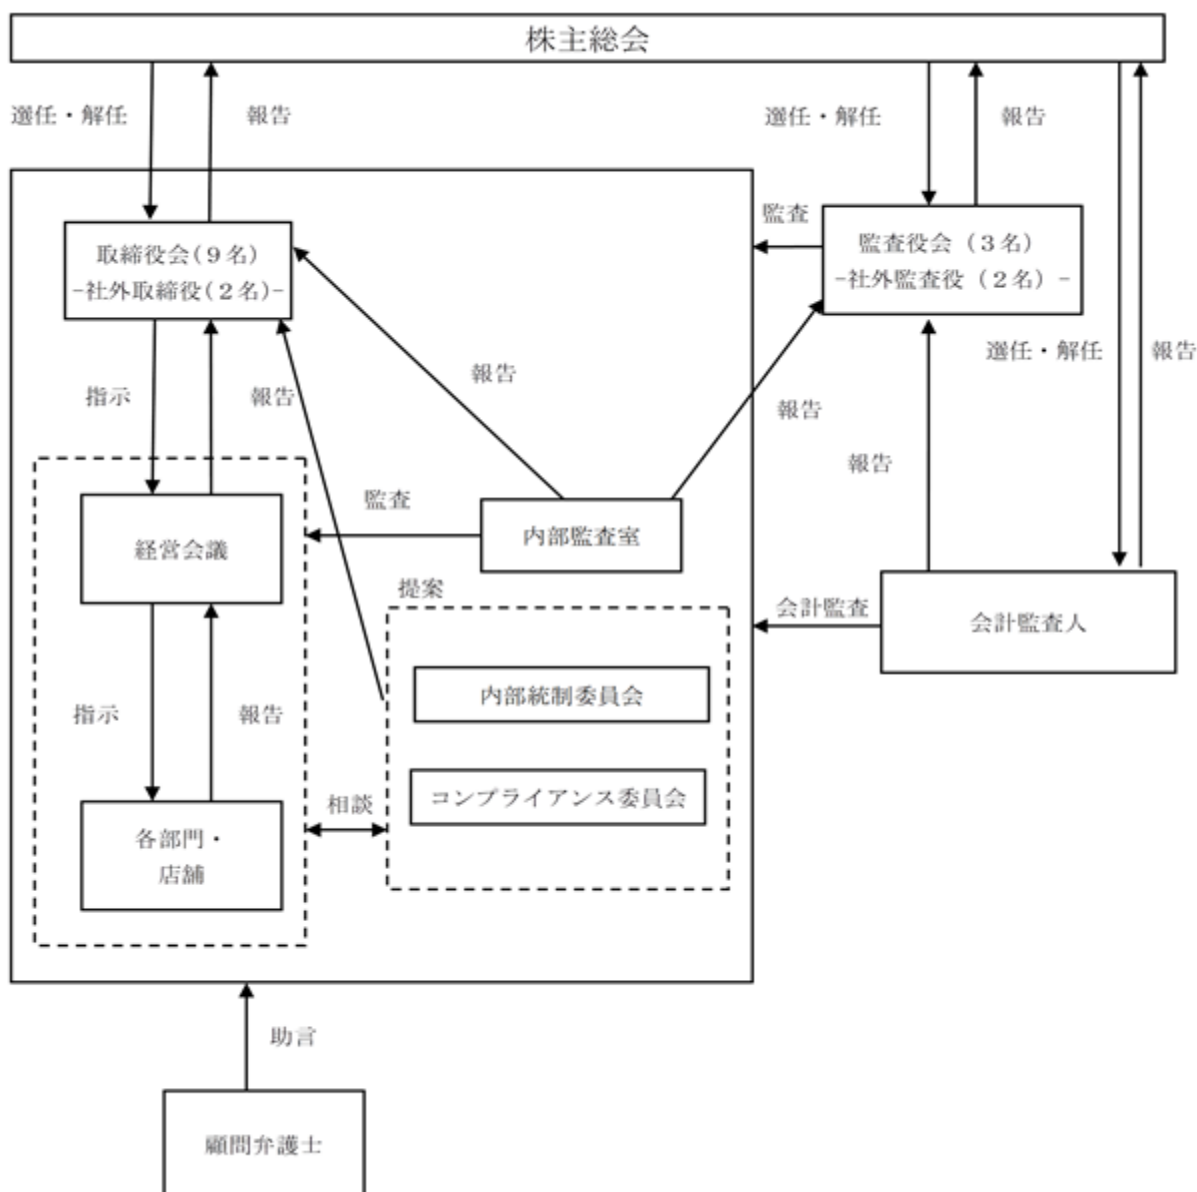 株主総会
選任・解任
報告
選任・解任
報告
監査
取締役会(9名)
-社外取締役(2名)-
監査役会（3名）
-社外監査役（2名）-
選任・解任
報告
指示
報告
報告
報告
報告
監査
経営会議
内部監査室
提案
会計監査
会計監査人
内部統制委員会
指示
報告
コンプライアンス委員会
相談
各部門・
店舗
助言
顧問弁護士